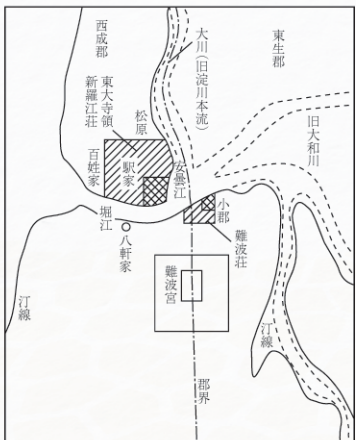 東生郡
大川(旧淀川本流)
西成郡
旧大和川
松原
東大寺領
新羅江荘
百姓家
駅家
安曇江
小郡
堀江
八軒家
難波荘
難波宮
汀線
汀線
郡界